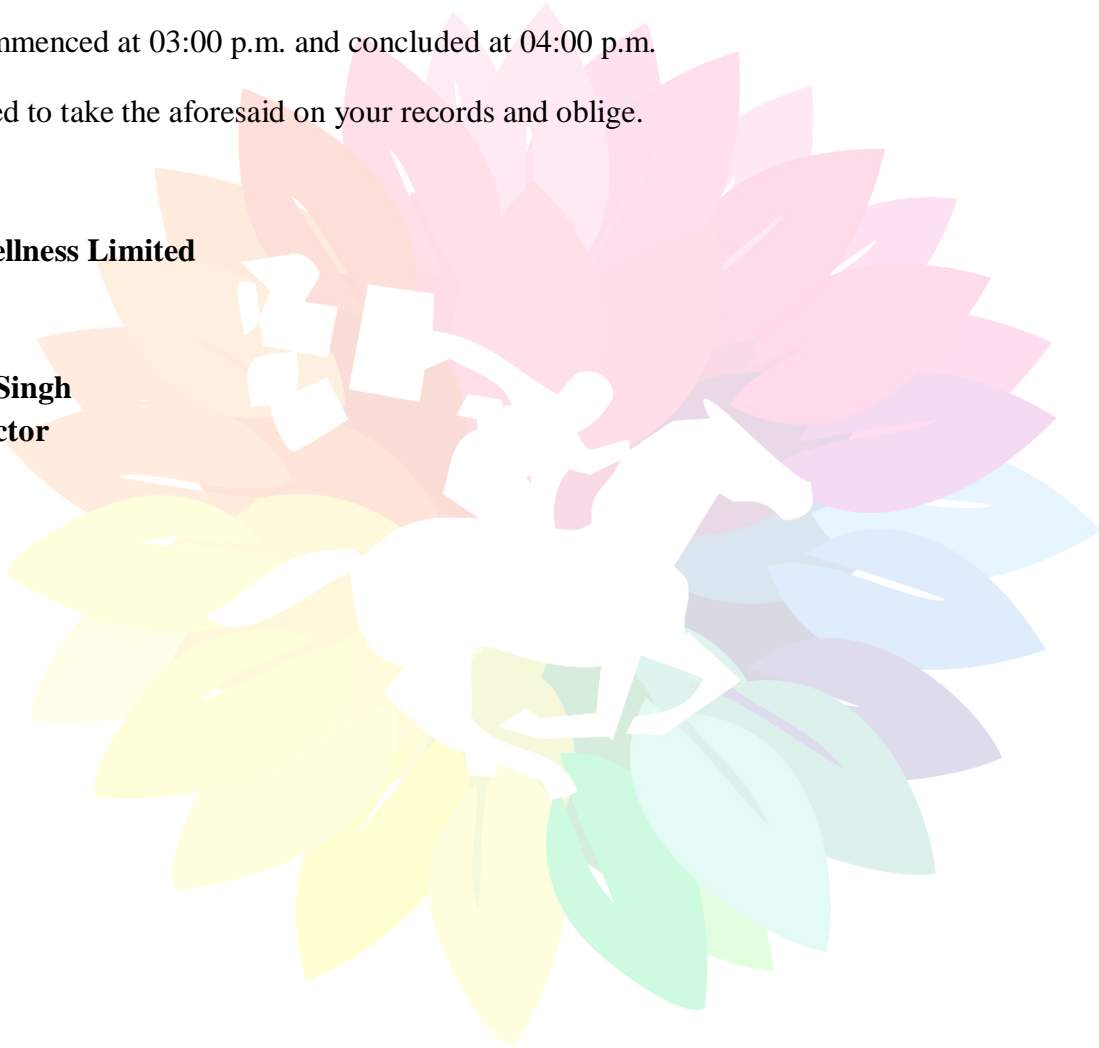 mmenced at 03:00 p.m. and concluded at 04:00 p.m.
ed to take the aforesaid on your records and oblige.
ellness Limited
Singh
ctor